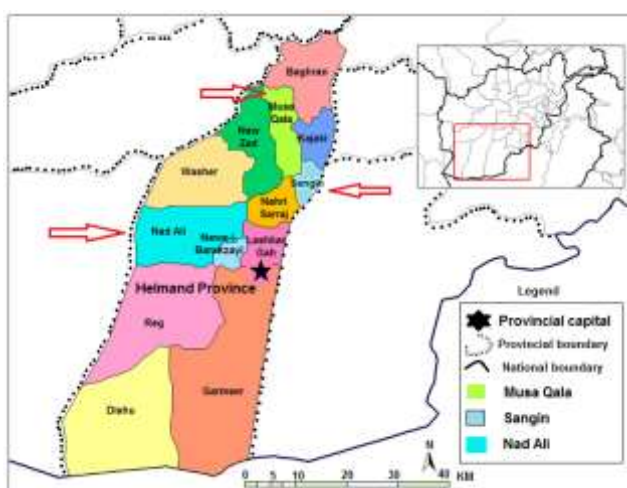 Baghran
Musa
Qala
Now
Zad
Kajaki
Washer
Sangin
Nahri
Sarraj
Nad Ali
Nawa-I-
Barakzayi
Lashkar
Gah
Helmand Province
Reg
Garmser
Dishu
Legend
Provincial capital
Provincial boundary
National boundary
Musa Qala
Sangin
Nad Ali
N
0 5 10 20 30 40
KM